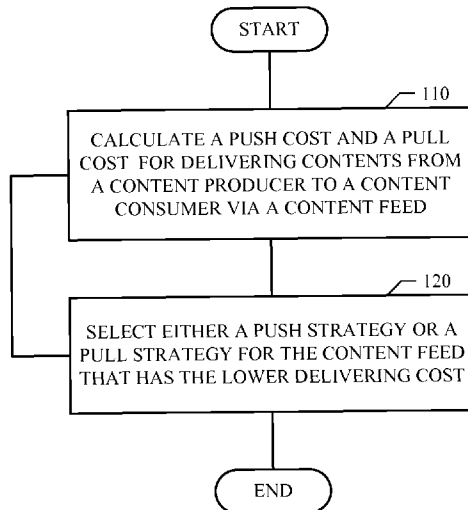 START
110
CALCULATE A PUSH COST AND A PULL
COST FOR DELIVERING CONTENTS FROM
A CONTENT PRODUCER TO A CONTENT
CONSUMER VIA A CONTENT FEED
120
SELECT EITHER A PUSH STRATEGY OR A
PULL STRATEGY FOR THE CONTENT FEED
THAT HAS THE LOWER DELIVERING COST
END